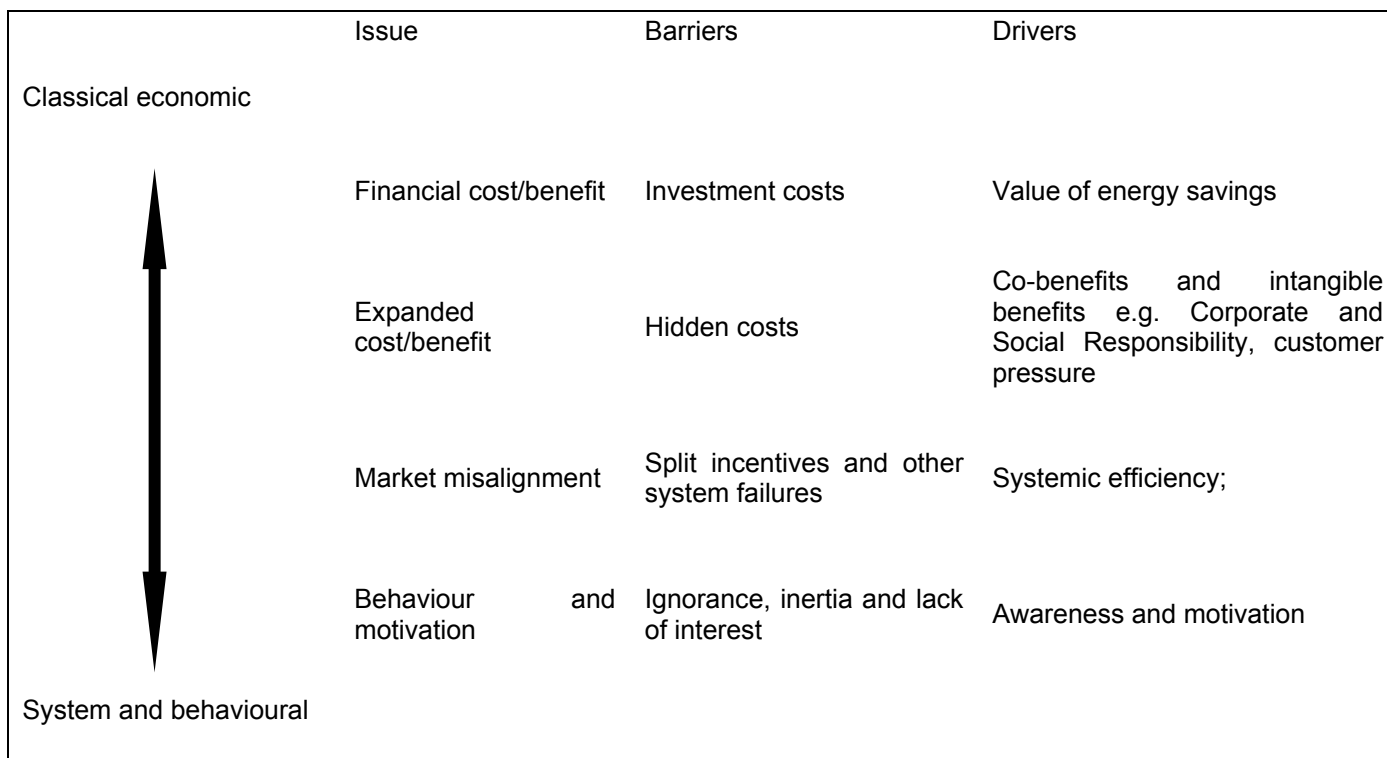 Issue Barriers Drivers
Classical economic
Financial cost/benefit Investment costs Value of energy savings
Expanded
cost/benefit
Hidden costs
Co-benefits and intangible
benefits e.g. Corporate and
Social Responsibility, customer
pressure
Market misalignment
Split incentives and other
system failures
Systemic efficiency;
Behaviour and
motivation
Ignorance, inertia and lack
of interest
Awareness and motivation
System and behavioural